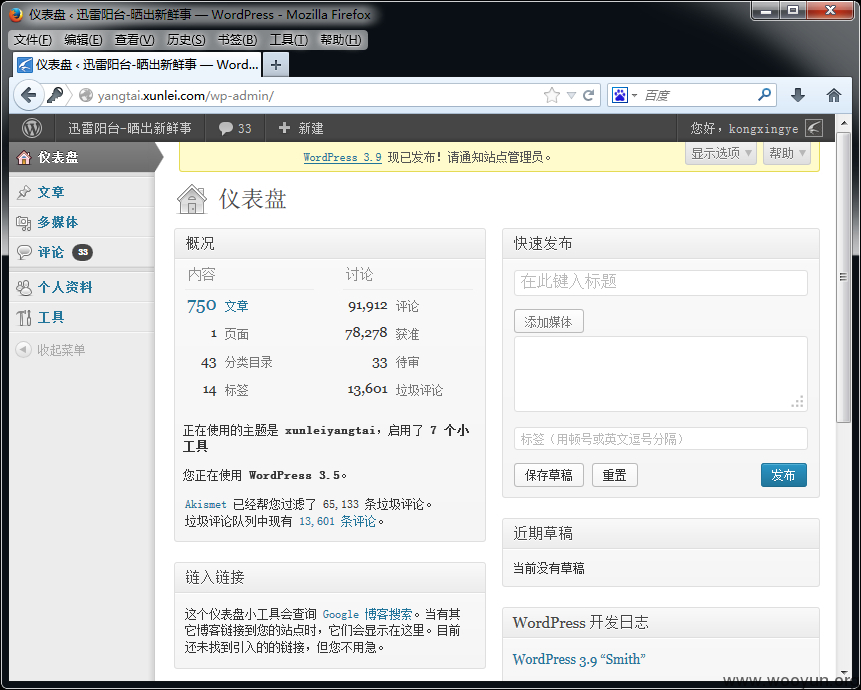 仪表盘 ‹ 迅雷阳台-晒出新鲜事 — WordPress - Mozilla Firefox
文件(F) 编辑(E) 查看(V) 历史(S) 书签(B) 工具(T) 帮助(H)
仪表盘 ‹ 迅雷阳台-晒出新鲜事 — Word...
yangtai.xunlei.com/wp-admin/
百度
迅雷阳台-晒出新鲜事 33 新建 您好，kongxingye
仪表盘
文章
多媒体
评论 33
个人资料
工具
收起菜单
WordPress 3.9 现已发布！请通知站点管理员。
显示选项 帮助
仪表盘
概况
内容 讨论
750 文章 91,912 评论
1 页面 78,278 获准
43 分类目录 33 待审
14 标签 13,601 垃圾评论
正在使用的主题是 xunleiyangtai，启用了 7 个小
工具
您正在使用 WordPress 3.5。
Akismet 已经帮您过滤了 65,133 条垃圾评论。
垃圾评论队列中现有 13,601 条评论。
链入链接
这个仪表盘小工具会查询 Google 博客搜索。当有其
它博客链接到您的站点时，它们会显示在这里。目前
还未找到引入的的链接，但您不用急。
快速发布
在此键入标题
添加媒体
标签（用顿号或英文逗号分隔）
保存草稿 重置 发布
近期草稿
当前没有草稿
WordPress 开发日志
WordPress 3.9 “Smith”
www.wooyun.org